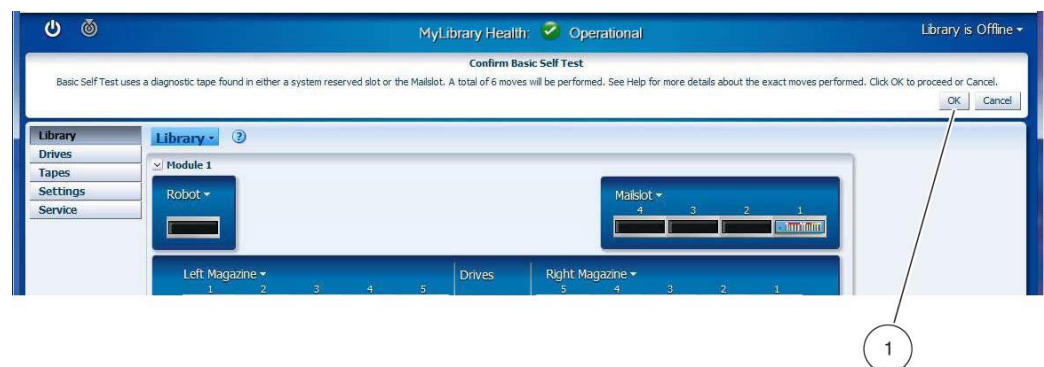 MyLibrary Health: Operational
Library is Offline
Confirm Basic Self Test
Basic Self Test uses a diagnostic tape found in either a system reserved slot or the Mailslot. A total of 6 moves will be performed. See Help for more details about the exact moves performed. Click OK to proceed or Cancel.
OK Cancel
Library
Drives
Tapes
Settings
Service
Library ?
Module 1
Robot
Mailslot
4 3 2 1
Left Magazine Drives Right Magazine
1 2 3 4 5 5 4 3 2 1
1